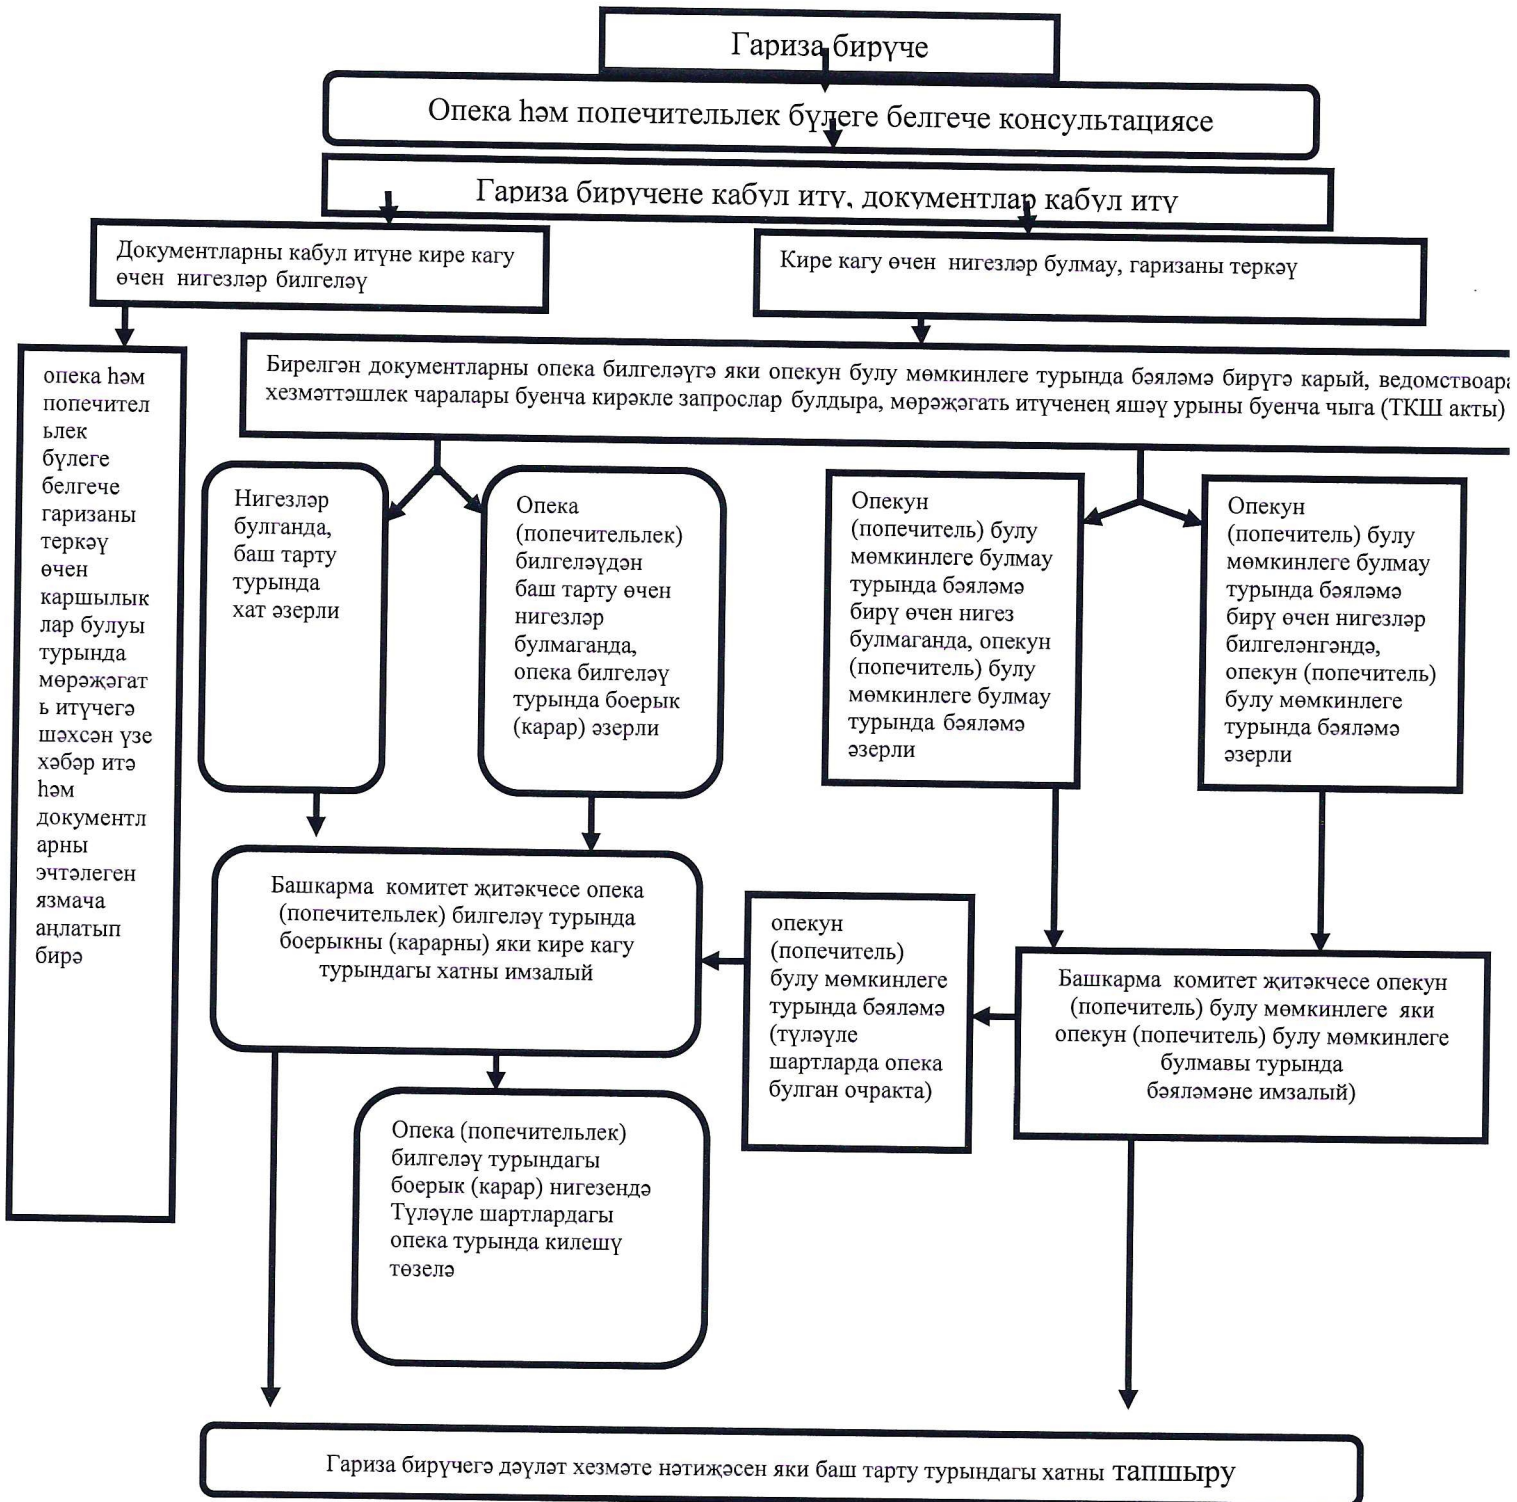 Гариза бирүче
Опека һәм попечительлек бүлеге белгече консультациясе
Гариза бирүчене кабул итү, документлар кабул итү
Документларны кабул итүне кире кагу
өчен нигезләр билгеләү
Кире кагу өчен нигезләр булмау, гаризаны теркәү
опека һәм
попечител
ьлек
бүлеге
белгече
гаризаны
теркәү
өчен
каршылык
лар булуы
турында
мөрәҗәгат
ь итүчегә
шәхсән үзе
хәбәр итә
һәм
документл
арны
эчтәлеген
язмача
аңлатып
бирә
Бирелгән документларны опека билгеләүгә яки опекун булу мөмкинлеге турында бәяләмә бирүгә карый, ведомствоара
хезмәттәшлек чаралары буенча кирәкле запрослар булдыра, мөрәҗәгать итүченең яшәү урыны буенча чыга (ТКШ акты)
Нигезләр
булганда,
баш тарту
турында
хат әзерли
Опека
(попечительлек)
билгеләүдән
баш тарту өчен
нигезләр
булмаганда,
опека билгеләү
турында боерык
(карар) әзерли
Опекун
(попечитель) булу
мөмкинлеге булмау
турында бәяләмә
бирү өчен нигез
булмаганда, опекун
(попечитель) булу
мөмкинлеге булмау
турында бәяләмә
әзерли
Опекун
(попечитель) булу
мөмкинлеге булмау
турында бәяләмә
бирү өчен нигезләр
билгеләнгәндә,
опекун (попечитель)
булу мөмкинлеге
турында бәяләмә
әзерли
Башкарма комитет җитәкчесе опека
(попечительлек) билгеләү турында
боерыкны (карарны) яки кире кагу
турындагы хатны имзалый
опекун
(попечитель)
булу мөмкинлеге
турында бәяләмә
(түләүле
шартларда опека
булган очракта)
Башкарма комитет җитәкчесе опекун
(попечитель) булу мөмкинлеге яки
опекун (попечитель) булу мөмкинлеге
булмавы турында
бәяләмәне имзалый)
Опека (попечительлек)
билгеләү турындагы
боерык (карар) нигезендә
Түләүле шартлардагы
опека турында килешү
төзелә
Гариза бирүчегә дәүләт хезмәте нәтиҗәсен яки баш тарту турындагы хатны тапшыру